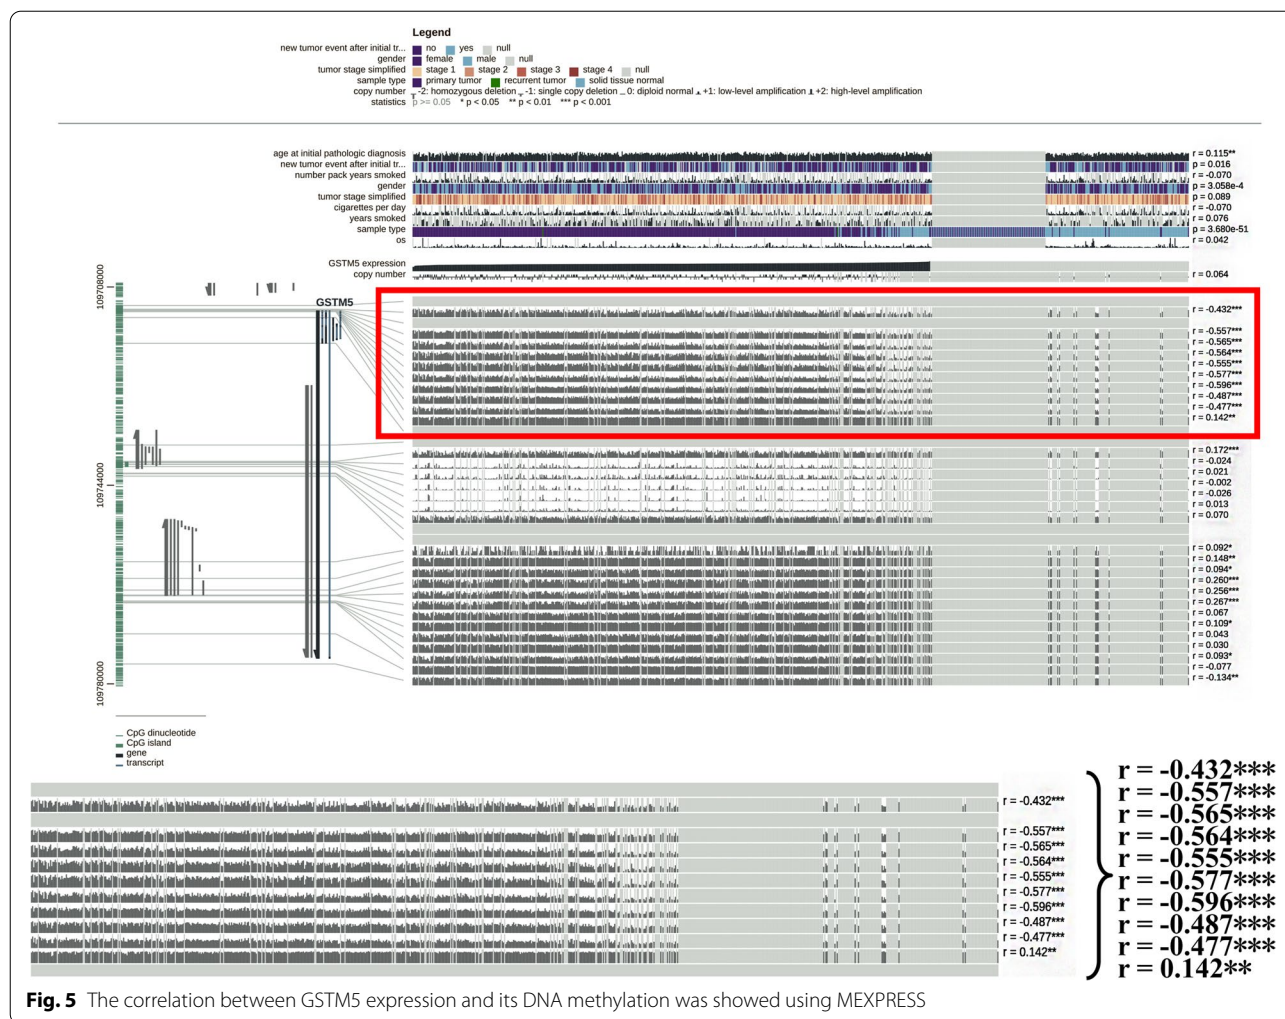 Legend
new tumor event after initial tr... no yes null
gender female male null
tumor stage simplified stage 1 stage 2 stage 3 stage 4 null
sample type primary tumor recurrent tumor solid tissue normal
copy number -2: homozygous deletion -1: single copy deletion 0: diploid normal +1: low-level amplification +2: high-level amplification
statistics p >= 0.05 * p < 0.05 ** p < 0.01 *** p < 0.001
age at initial pathologic diagnosis r = 0.115**
new tumor event after initial tr... p = 0.016
number pack years smoked r = -0.070
gender p = 3.058e-4
tumor stage simplified p = 0.089
cigarettes per day r = -0.070
years smoked r = 0.076
sample type p = 3.680e-51
os r = 0.042
GSTM5 expression
copy number r = 0.064
109708000
GSTM5
r = -0.432***
r = -0.557***
r = -0.565***
r = -0.564***
r = -0.555***
r = -0.577***
r = -0.596***
r = -0.487***
r = -0.477***
r = 0.142**
109744000
r = 0.172***
r = -0.024
r = 0.021
r = -0.002
r = -0.026
r = 0.013
r = 0.070
r = 0.092*
r = 0.148**
r = 0.094*
r = 0.260***
r = 0.256***
r = 0.267***
r = 0.067
r = 0.109*
r = 0.043
r = 0.030
r = 0.093*
r = -0.077
r = -0.134**
109780000
CpG dinucleotide
CpG island
gene
transcript
r = -0.432***
r = -0.557***
r = -0.565***
r = -0.564***
r = -0.555***
r = -0.577***
r = -0.596***
r = -0.487***
r = -0.477***
r = 0.142**
r = -0.432***
r = -0.557***
r = -0.565***
r = -0.564***
r = -0.555***
r = -0.577***
r = -0.596***
r = -0.487***
r = -0.477***
r = 0.142**
Fig. 5 The correlation between GSTM5 expression and its DNA methylation was showed using MEXPRESS